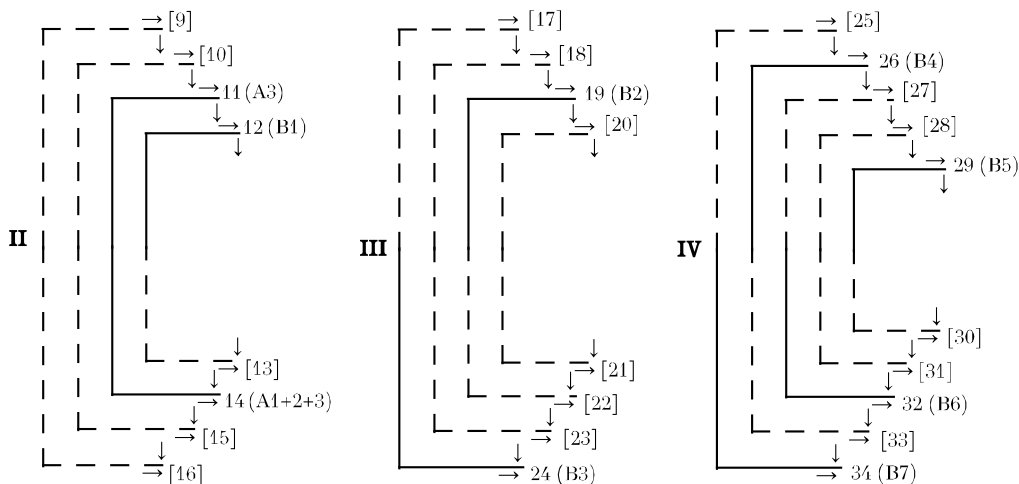 [9]
[10]
11 (A3)
12 (B1)
II
[13]
14 (A1+2+3)
[15]
[16]
[17]
[18]
19 (B2)
[20]
III
[21]
[22]
[23]
24 (B3)
[25]
26 (B4)
[27]
[28]
29 (B5)
IV
[30]
[31]
32 (B6)
[33]
34 (B7)